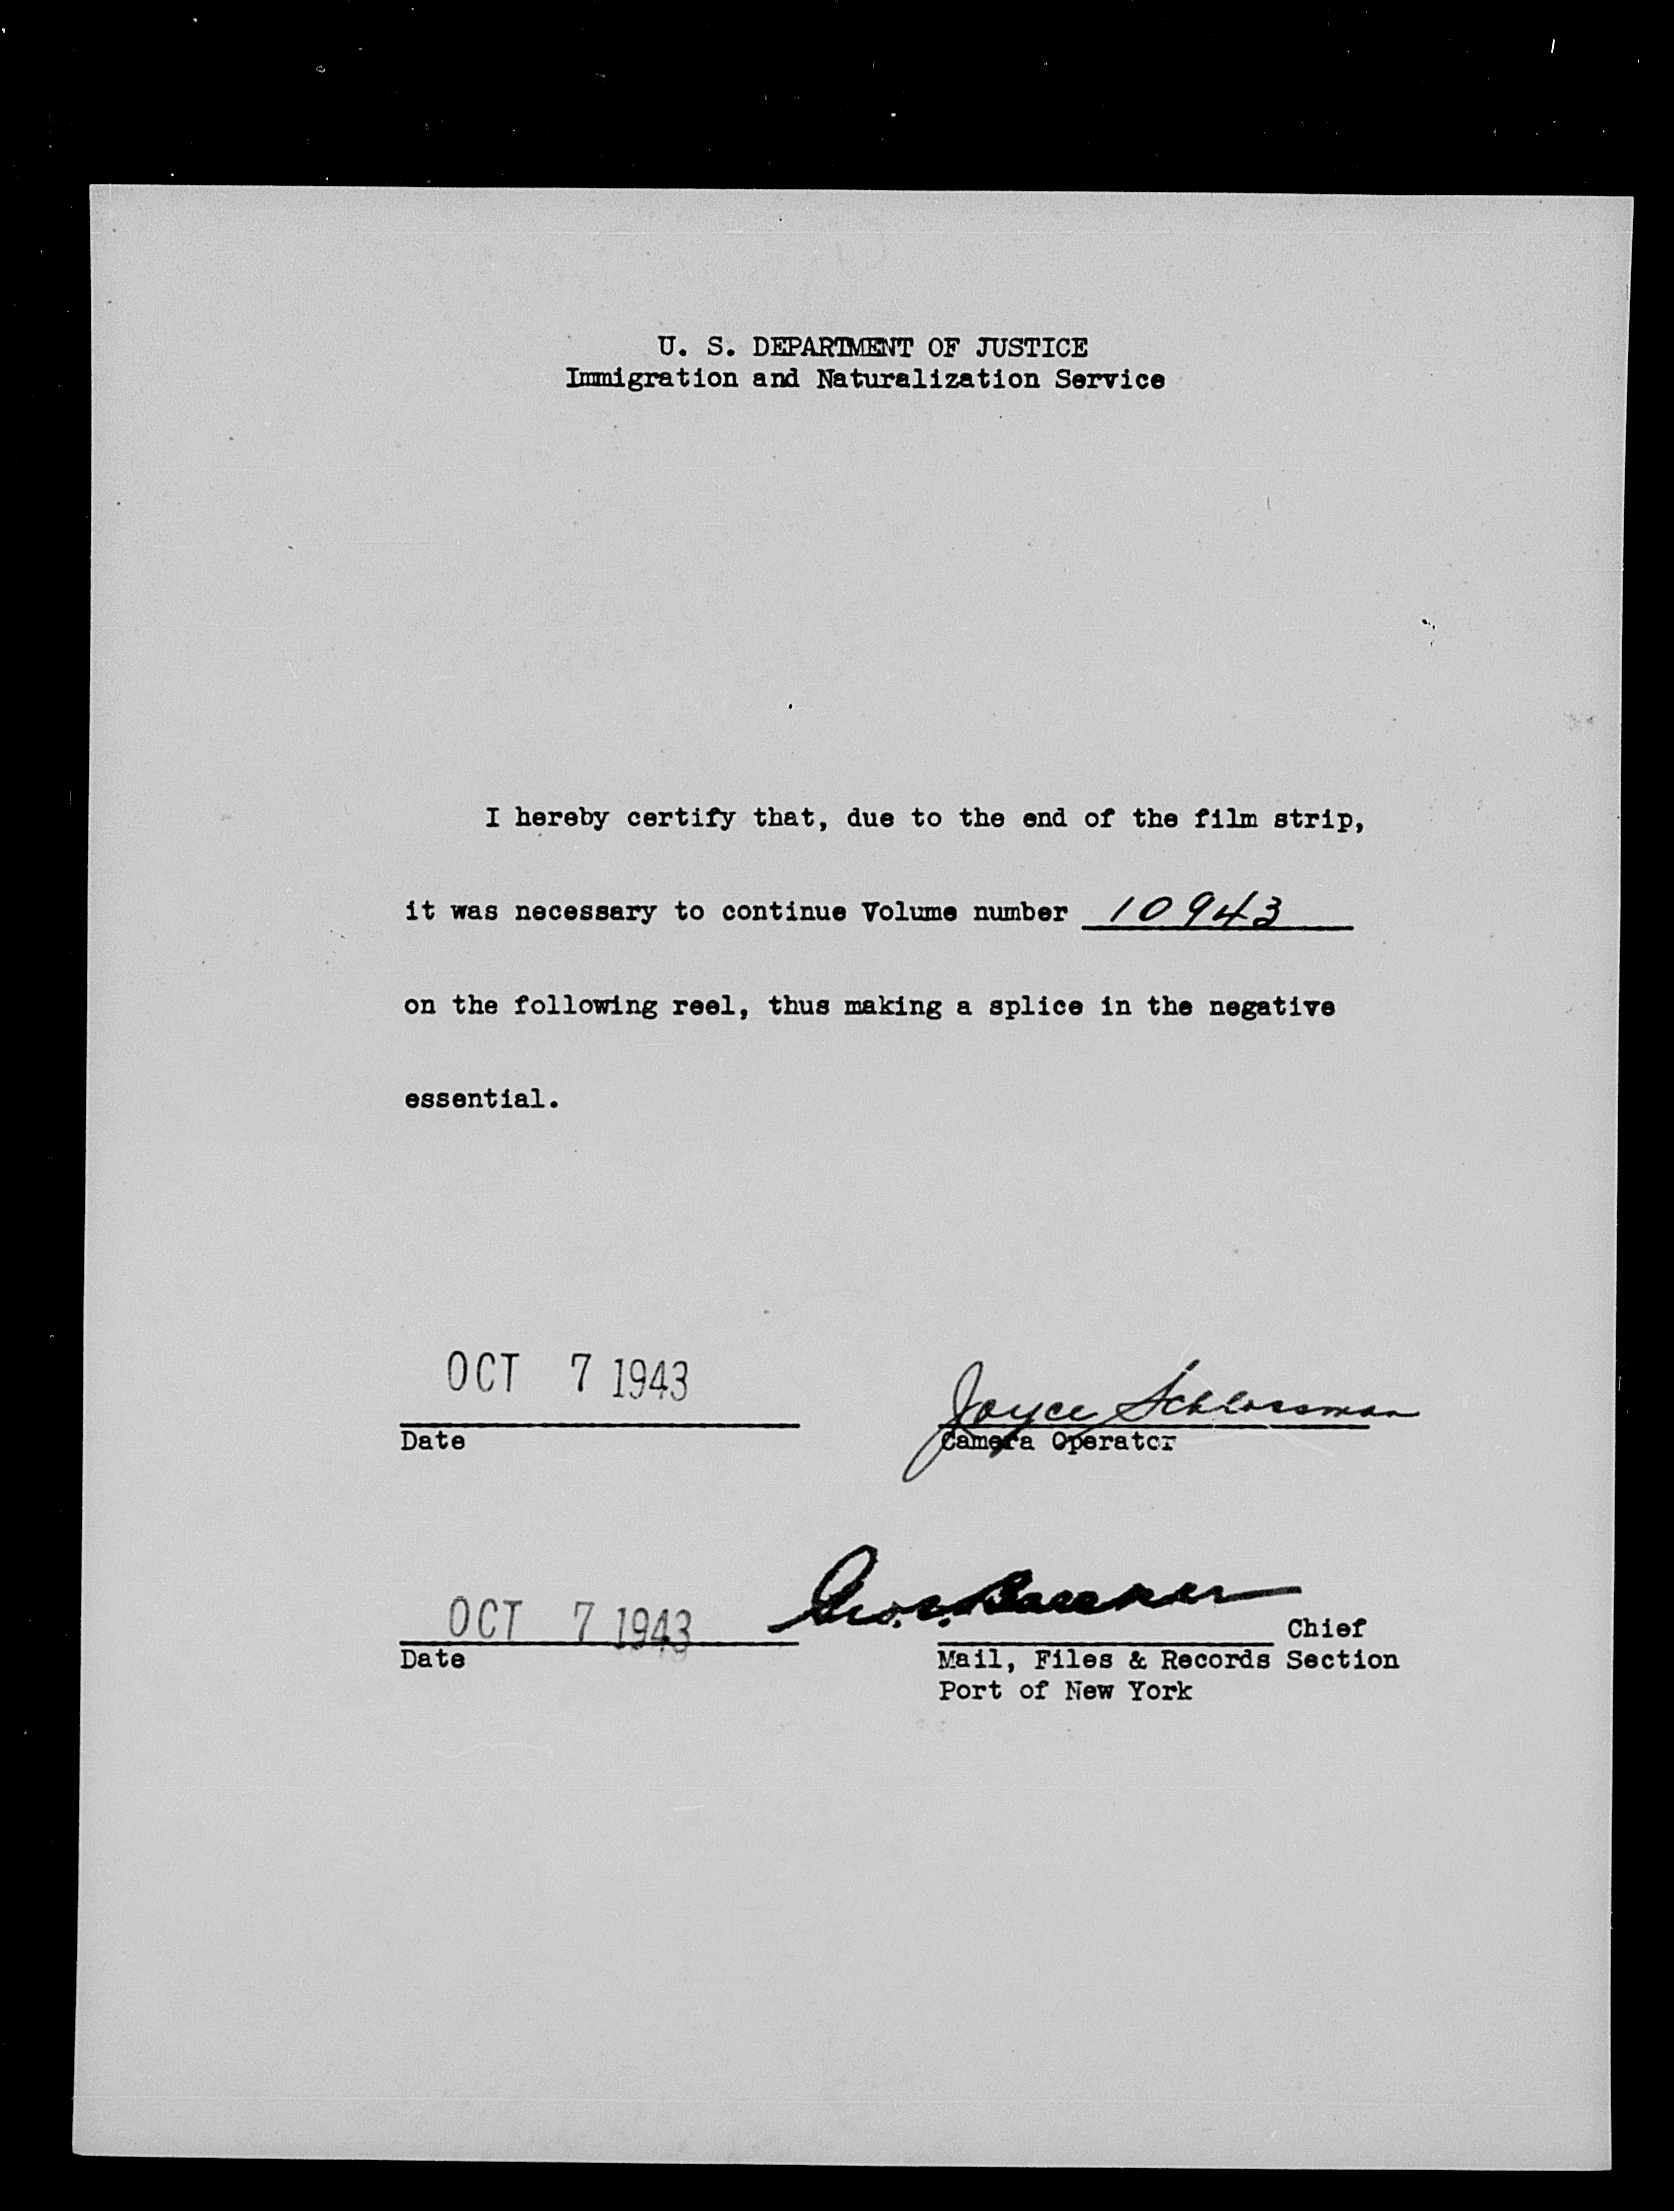 U. S. DEPARTMENT OF JUSTICE
Immigration and Naturalization Service
I hereby certify that, due to the end of the film strip,
it was necessary to continue Volume number 10943
on the following reel, thus making a splice in the negative
essential.
OCT 7 1943
Joyce Schlossman
Date
Camera Operator
OCT 7 1943
Geo.
Chief
Date
Mail, Files & Records Section
Port of New York